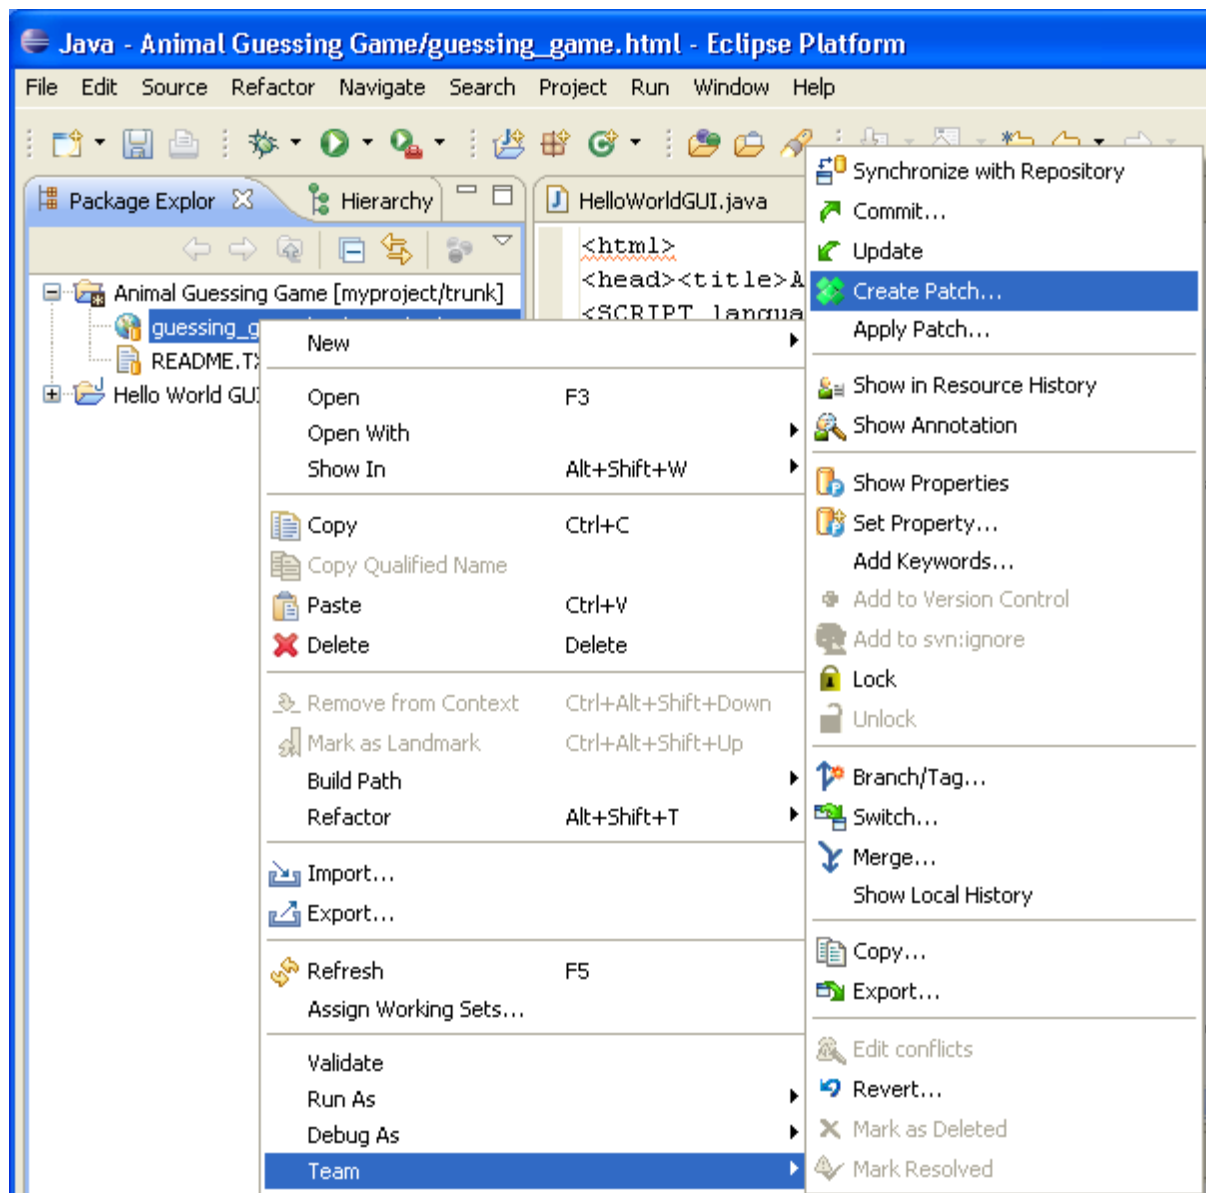 Java - Animal Guessing Game/guessing_game.html - Eclipse Platform
File Edit Source Refactor Navigate Search Project Run Window Help
Package Explor Hierarchy
HelloWorldGUI.java
Animal Guessing Game [myproject/trunk]
guessing_g
README.TX
Hello World GUI
<html>
<head><title>A
<SCRIPT langua
New
Open F3
Open With
Show In Alt+Shift+W
Copy Ctrl+C
Copy Qualified Name
Paste Ctrl+V
Delete Delete
Remove from Context Ctrl+Alt+Shift+Down
Mark as Landmark Ctrl+Alt+Shift+Up
Build Path
Refactor Alt+Shift+T
Import...
Export...
Refresh F5
Assign Working Sets...
Validate
Run As
Debug As
Team
Synchronize with Repository
Commit...
Update
Create Patch...
Apply Patch...
Show in Resource History
Show Annotation
Show Properties
Set Property...
Add Keywords...
Add to Version Control
Add to svn:ignore
Lock
Unlock
Branch/Tag...
Switch...
Merge...
Show Local History
Copy...
Export...
Edit conflicts
Revert...
Mark as Deleted
Mark Resolved